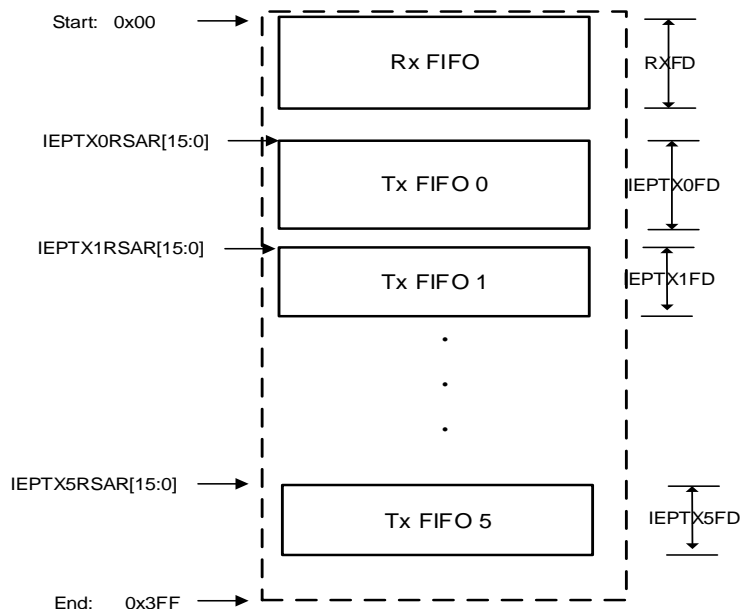 Start: 0x00
Rx FIFO
RXFD
IEPTX0RSAR[15:0]
Tx FIFO 0
IEPTX0FD
IEPTX1RSAR[15:0]
Tx FIFO 1
IEPTX1FD
.
.
.
IEPTX5RSAR[15:0]
Tx FIFO 5
IEPTX5FD
End: 0x3FF